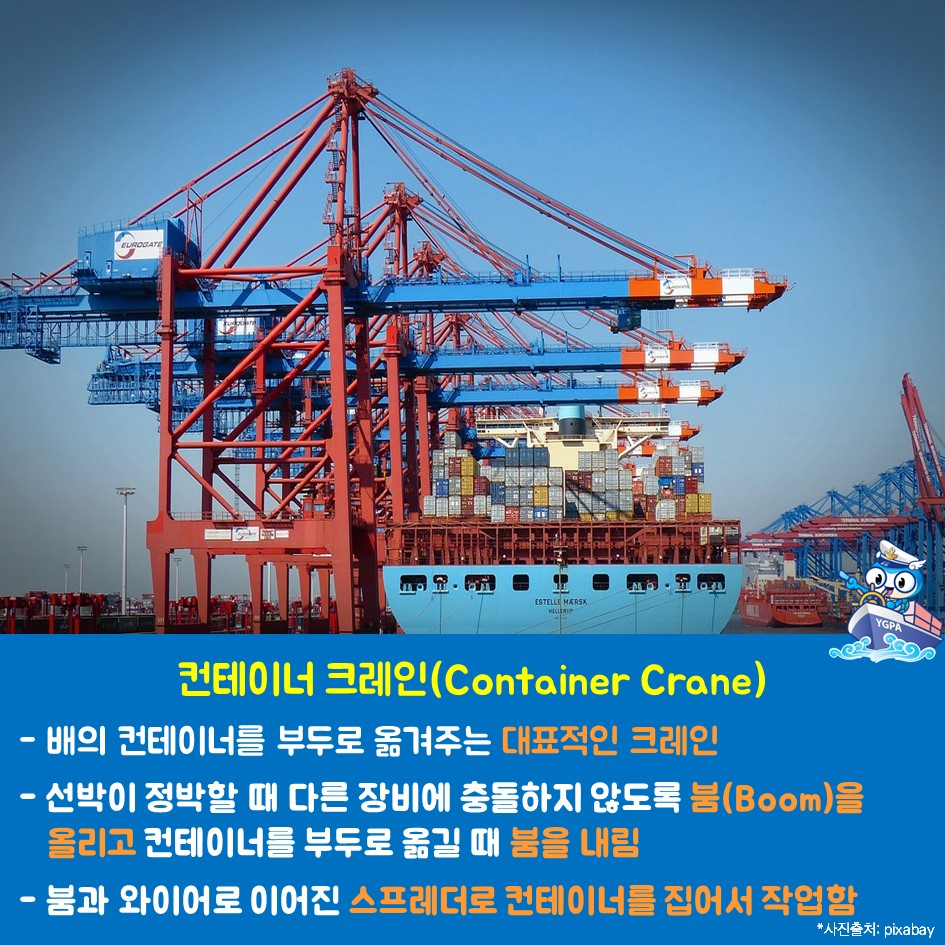 EUROGATE
ESTELLE MÆRSK
YGPA
컨테이너 크레인(Container Crane)
- 배의 컨테이너를 부두로 옮겨주는 대표적인 크레인
- 선박이 정박할 때 다른 장비에 충돌하지 않도록 붐(Boom)을
올리고 컨테이너를 부두로 옮길 때 붐을 내림
- 붐과 와이어로 이어진 스프레더로 컨테이너를 집어서 작업함
*사진출처: pixabay